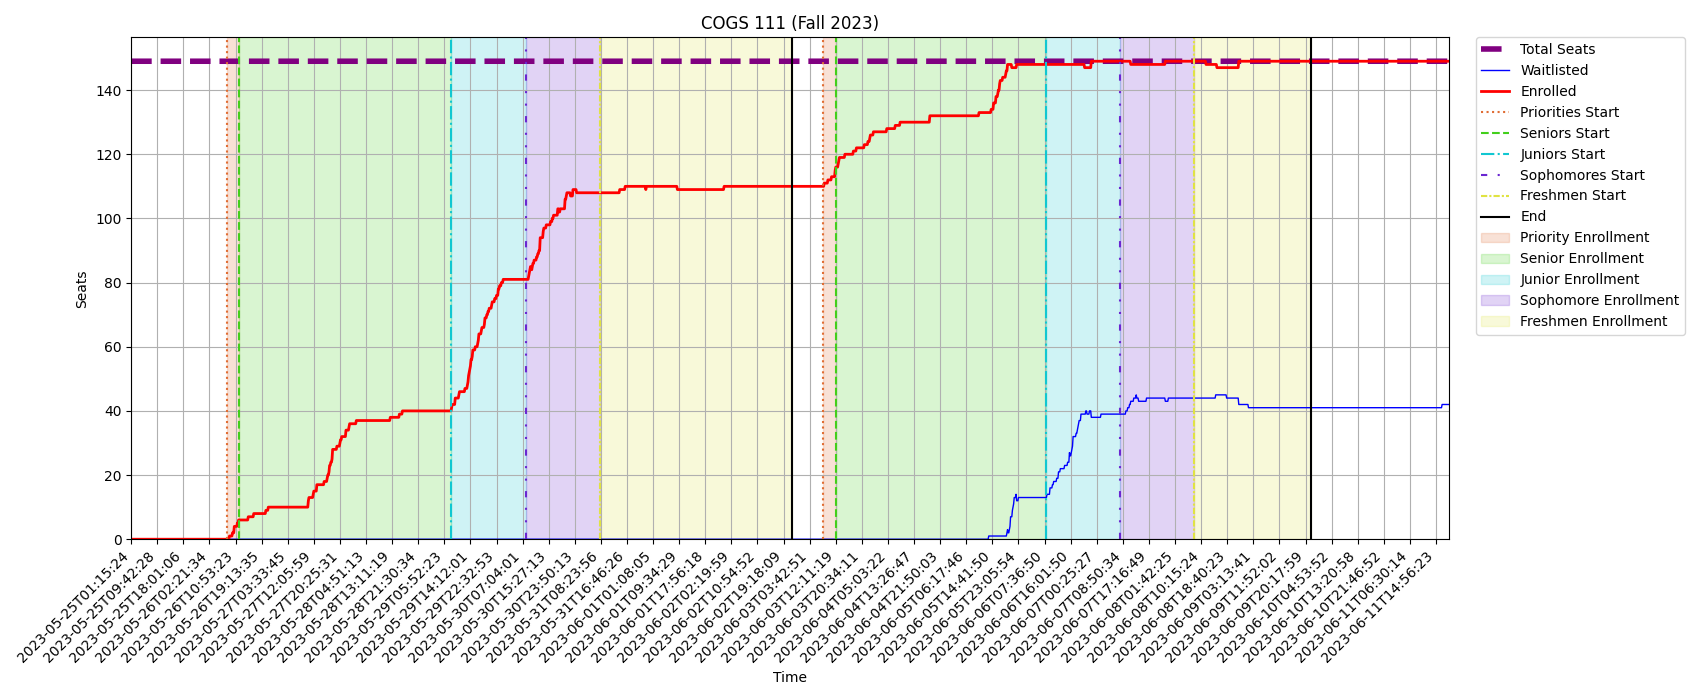 COGS 111 (Fall 2023)
Seats
140
120
100
80
60
40
20
0
2023-05-25T01:15:24
2023-05-25T09:42:28
2023-05-25T18:01:06
2023-05-26T02:21:34
2023-05-26T10:53:23
2023-05-26T19:13:35
2023-05-27T03:33:45
2023-05-27T12:05:59
2023-05-27T20:25:31
2023-05-28T04:51:13
2023-05-28T13:11:19
2023-05-28T21:30:34
2023-05-29T05:52:23
2023-05-29T14:12:01
2023-05-29T22:32:53
2023-05-30T07:04:01
2023-05-30T15:27:13
2023-05-30T23:50:13
2023-05-31T08:23:56
2023-05-31T16:46:26
2023-06-01T01:08:05
2023-06-01T09:34:29
2023-06-01T17:56:18
2023-06-02T02:19:59
2023-06-02T10:54:52
2023-06-02T19:18:09
2023-06-03T03:42:51
2023-06-03T12:11:19
2023-06-03T20:34:11
2023-06-04T05:03:22
2023-06-04T13:26:47
2023-06-04T21:50:03
2023-06-05T06:17:46
2023-06-05T14:41:50
2023-06-05T23:05:54
2023-06-06T07:36:50
2023-06-06T16:01:50
2023-06-07T00:25:27
2023-06-07T08:50:34
2023-06-07T17:16:49
2023-06-08T01:42:25
2023-06-08T10:15:24
2023-06-08T18:40:23
2023-06-09T03:13:41
2023-06-09T11:52:02
2023-06-09T20:17:59
2023-06-10T04:53:52
2023-06-10T13:20:58
2023-06-10T21:46:52
2023-06-11T06:30:14
2023-06-11T14:56:23
Time
Total Seats
Waitlisted
Enrolled
Priorities Start
Seniors Start
Juniors Start
Sophomores Start
Freshmen Start
End
Priority Enrollment
Senior Enrollment
Junior Enrollment
Sophomore Enrollment
Freshmen Enrollment